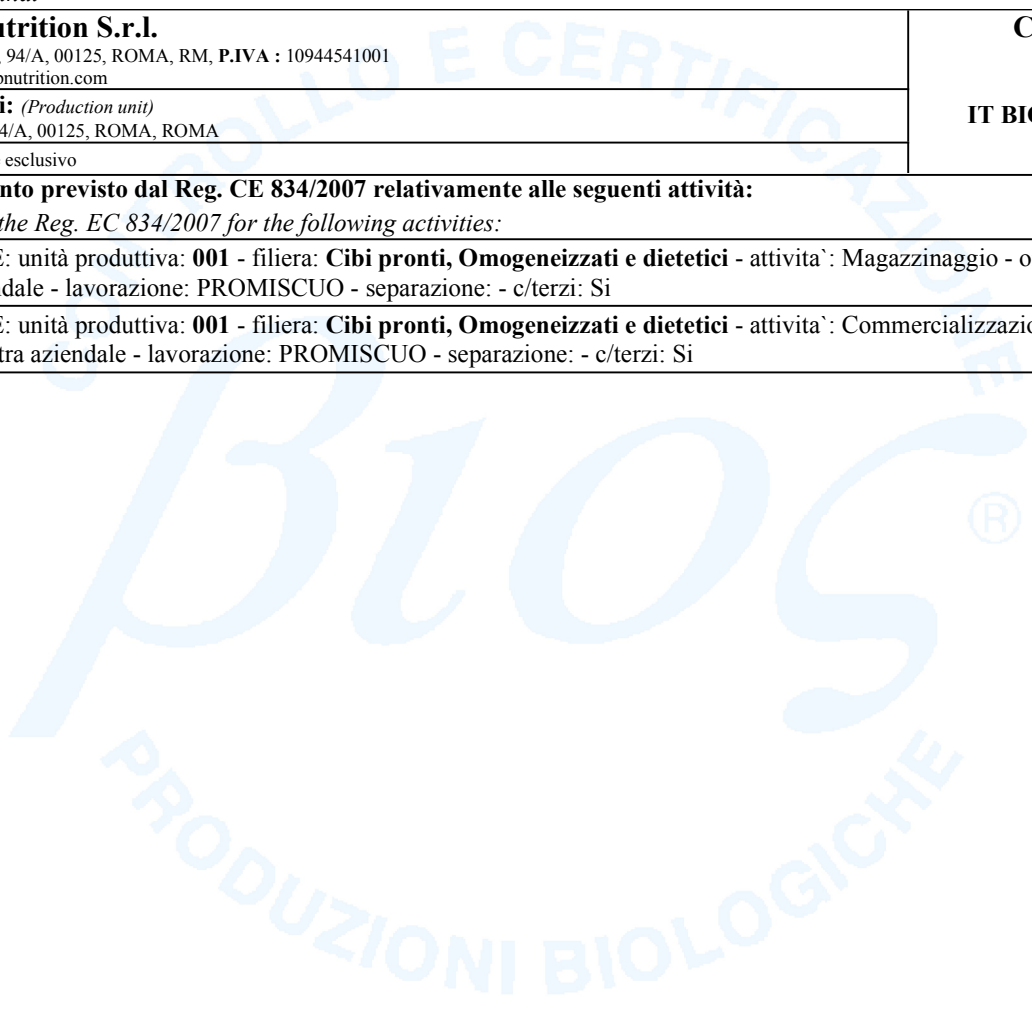 utrition S.r.l.
, 94/A, 00125, ROMA, RM, P.IVA : 10944541001
nutrition.com
i: (Production unit)
4/A, 00125, ROMA, ROMA
esclusivo
C
IT BIO
nto previsto dal Reg. CE 834/2007 relativamente alle seguenti attività:
the Reg. EC 834/2007 for the following activities:
E: unità produttiva: 001 - filiera: Cibi pronti, Omogeneizzati e dietetici - attivita`: Magazzinaggio - o
ndale - lavorazione: PROMISCUO - separazione: - c/terzi: Si
E: unità produttiva: 001 - filiera: Cibi pronti, Omogeneizzati e dietetici - attivita`: Commercializzazio
tra aziendale - lavorazione: PROMISCUO - separazione: - c/terzi: Si
CONTROLLO E CERTIFICAZIONE
βιος ®
PRODUZIONI BIOLOGICHE